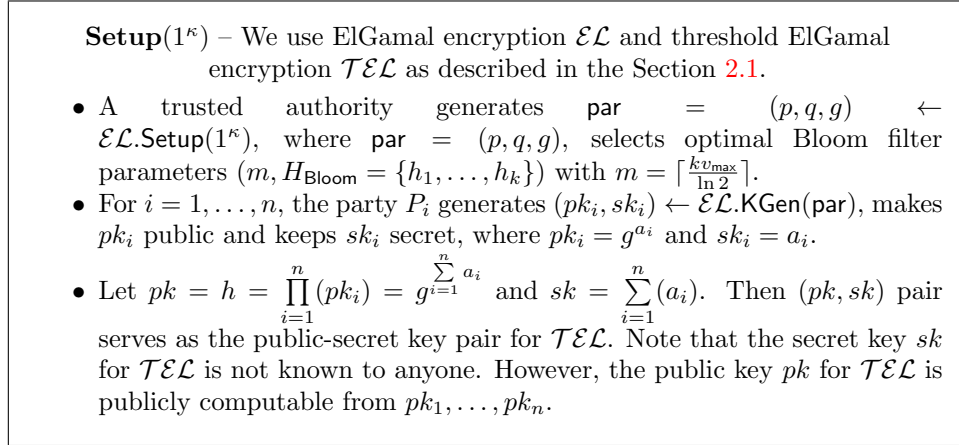 Setup(1^κ) – We use ElGamal encryption 𝓔𝓛 and threshold ElGamal
encryption 𝓣𝓔𝓛 as described in the Section 2.1.
• A trusted authority generates par = (p, q, g) ←
𝓔𝓛.Setup(1^κ), where par = (p, q, g), selects optimal Bloom filter
parameters (m, H_Bloom = {h_1, . . . , h_k}) with m = ⌈kv_max / ln 2⌉.
• For i = 1, . . . , n, the party P_i generates (pk_i, sk_i) ← 𝓔𝓛.KGen(par), makes
pk_i public and keeps sk_i secret, where pk_i = g^{a_i} and sk_i = a_i.
• Let pk = h = ∏_{i=1}^{n} (pk_i) = g^{∑_{i=1}^{n} a_i} and sk = ∑_{i=1}^{n} (a_i). Then (pk, sk) pair
serves as the public-secret key pair for 𝓣𝓔𝓛. Note that the secret key sk
for 𝓣𝓔𝓛 is not known to anyone. However, the public key pk for 𝓣𝓔𝓛 is
publicly computable from pk_1, . . . , pk_n.